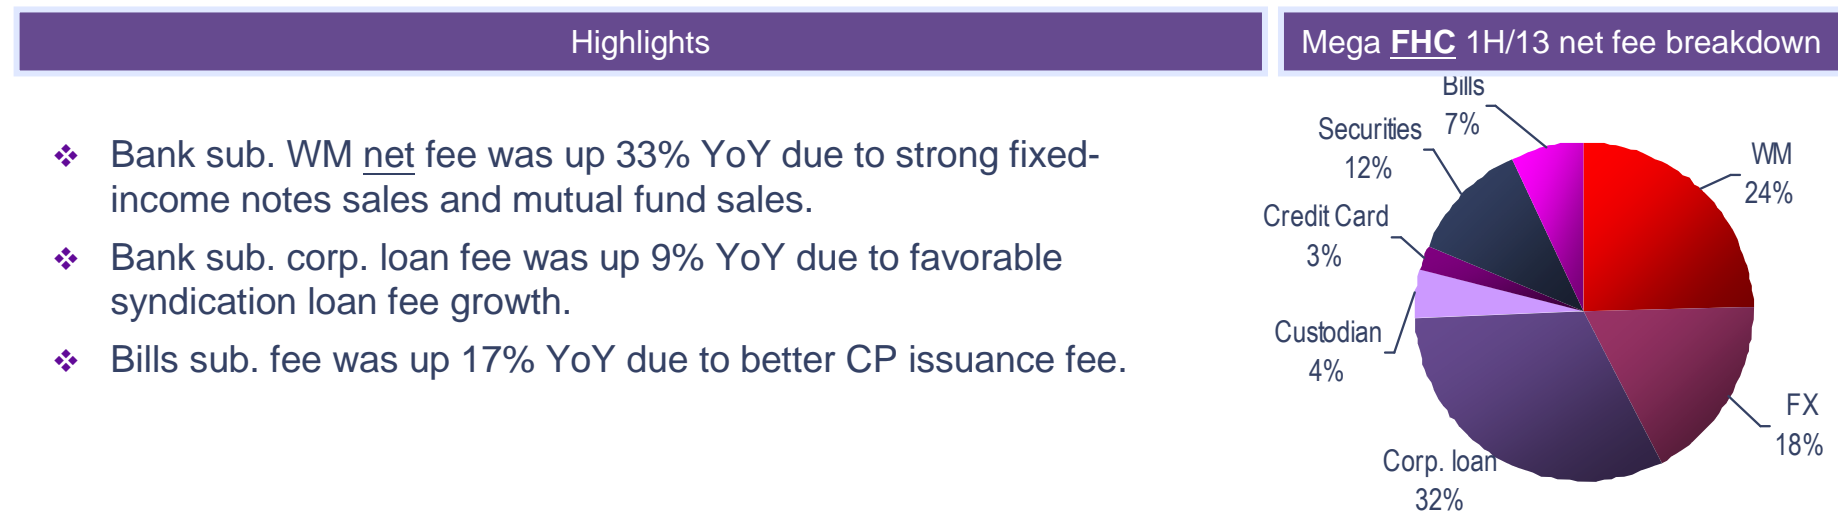 Highlights
Mega FHC 1H/13 net fee breakdown
❖ Bank sub. WM net fee was up 33% YoY due to strong fixed-
income notes sales and mutual fund sales.
❖ Bank sub. corp. loan fee was up 9% YoY due to favorable
syndication loan fee growth.
❖ Bills sub. fee was up 17% YoY due to better CP issuance fee.
Bills
7%
Securities
12%
Credit Card
3%
Custodian
4%
Corp. loan
32%
WM
24%
FX
18%